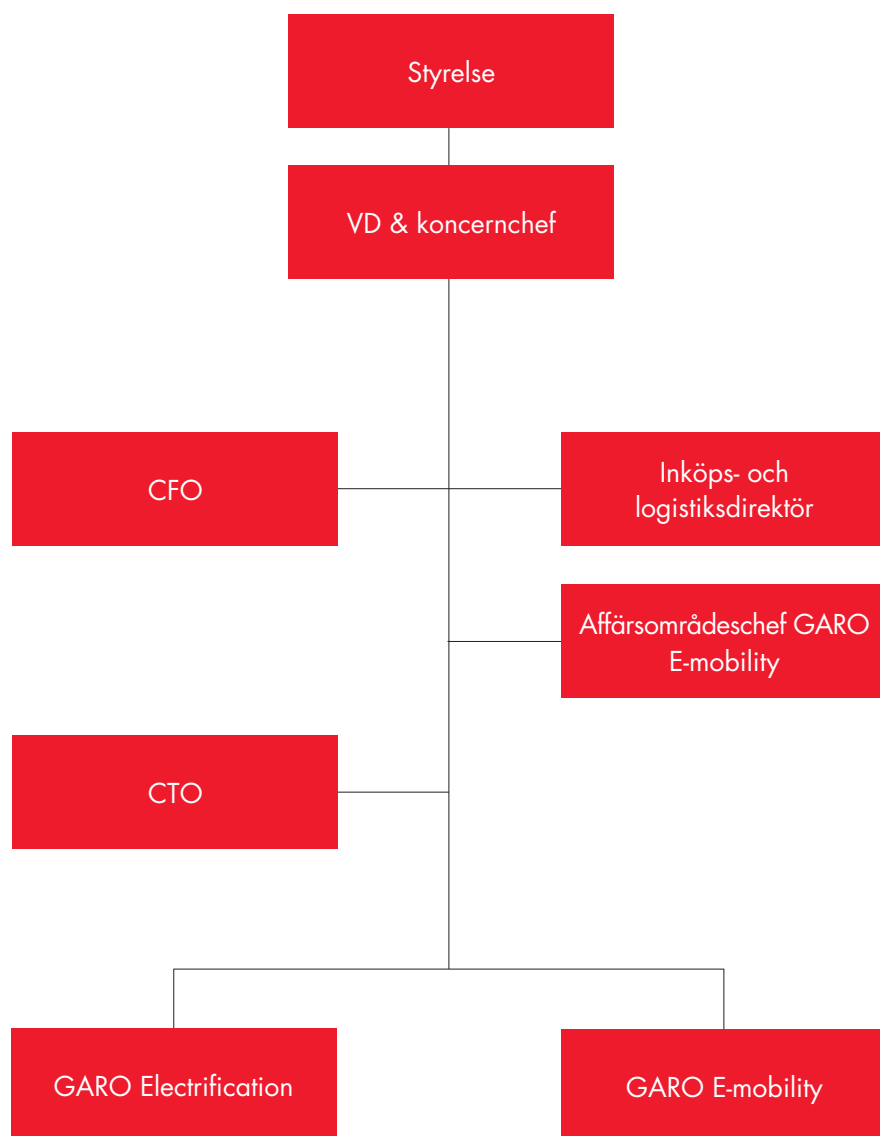 Styrelse
VD & koncernchef
CFO
Inköps- och
logistiksdirektör
Affärsområdeschef GARO
E-mobility
CTO
GARO Electrification
GARO E-mobility